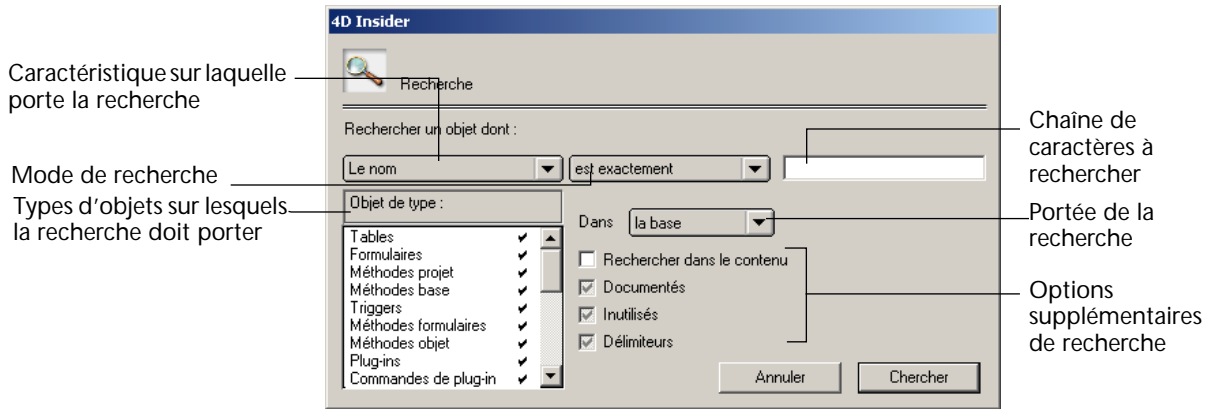 4D Insider
Recherche
Caractéristique sur laquelle
porte la recherche
Rechercher un objet dont :
Le nom
est exactement
Chaîne de
caractères à
rechercher
Mode de recherche
Types d'objets sur lesquels
la recherche doit porter
Objet de type :
Tables
Formulaires
Méthodes projet
Méthodes base
Triggers
Méthodes formulaires
Méthodes objet
Plug-ins
Commandes de plug-in
Dans
la base
Portée de la
recherche
Rechercher dans le contenu
Documentés
Inutilisés
Délimiteurs
Options
supplémentaires
de recherche
Annuler
Chercher